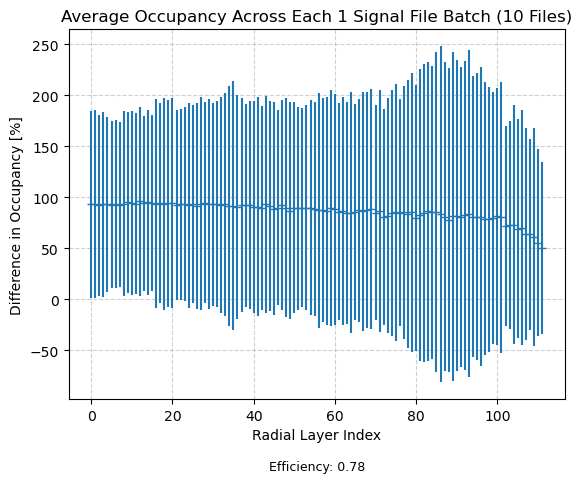 Average Occupancy Across Each 1 Signal File Batch (10 Files)
Difference in Occupancy [%]
250
200
150
100
50
0
−50
0 20 40 60 80 100
Radial Layer Index
Efficiency: 0.78